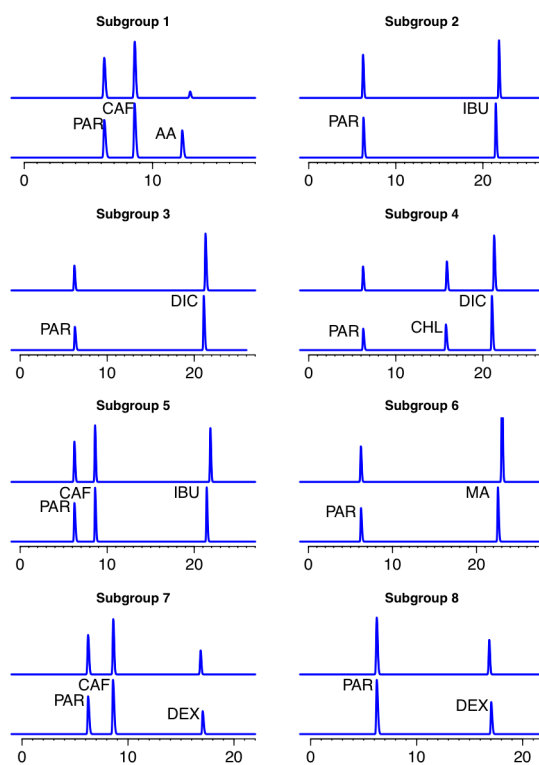 Subgroup 1
CAF
PAR
AA
0 10
Subgroup 2
IBU
PAR
0 10 20
Subgroup 3
DIC
PAR
0 10 20
Subgroup 4
DIC
CHL
PAR
0 10 20
Subgroup 5
CAF IBU
PAR
0 10 20
Subgroup 6
MA
PAR
0 10 20
Subgroup 7
CAF
PAR
DEX
0 10 20
Subgroup 8
PAR
DEX
0 10 20